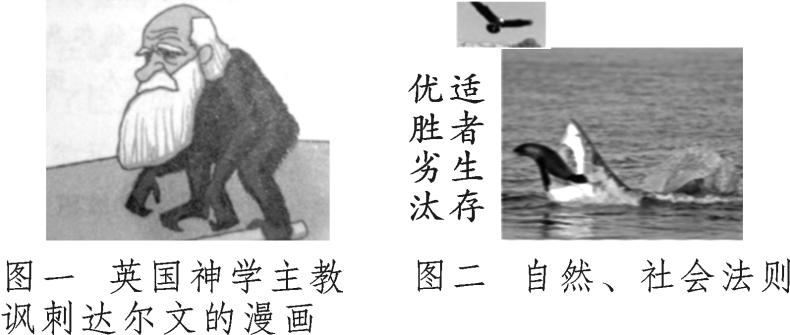 适者生存
优胜劣汰
图一 英国神学主教
讽刺达尔文的漫画
图二 自然、社会法则